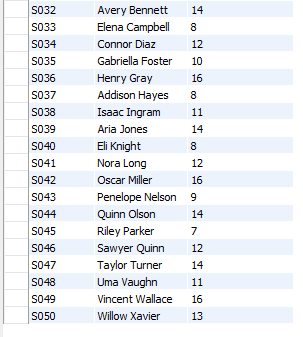 S032 Avery Bennett 14
S033 Elena Campbell 8
S034 Connor Diaz 12
S035 Gabriella Foster 10
S036 Henry Gray 16
S037 Addison Hayes 8
S038 Isaac Ingram 11
S039 Aria Jones 14
S040 Eli Knight 8
S041 Nora Long 12
S042 Oscar Miller 16
S043 Penelope Nelson 9
S044 Quinn Olson 14
S045 Riley Parker 7
S046 Sawyer Quinn 12
S047 Taylor Turner 14
S048 Uma Vaughn 11
S049 Vincent Wallace 16
S050 Willow Xavier 13